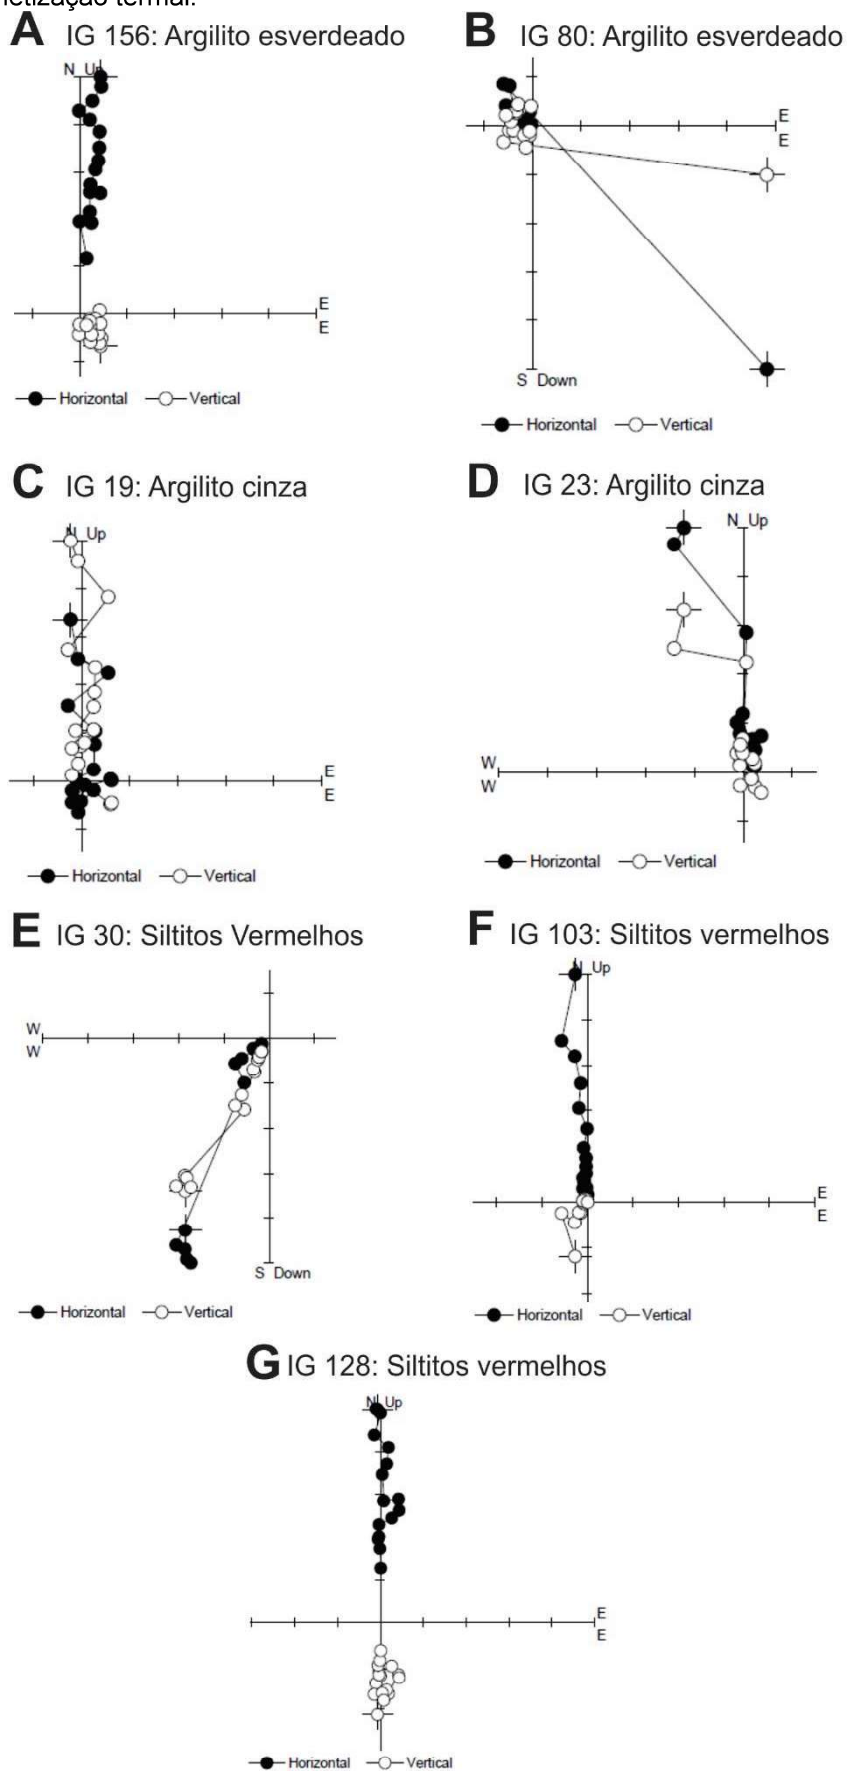 netização termal.
A IG 156: Argilito esverdeado
N Up
E
E
Horizontal Vertical
B IG 80: Argilito esverdeado
E
E
S Down
Horizontal Vertical
C IG 19: Argilito cinza
N Up
E
E
Horizontal Vertical
D IG 23: Argilito cinza
N Up
W
W
Horizontal Vertical
E IG 30: Siltitos Vermelhos
W
W
S Down
Horizontal Vertical
F IG 103: Siltitos vermelhos
N Up
E
E
Horizontal Vertical
G IG 128: Siltitos vermelhos
N Up
E
E
Horizontal Vertical